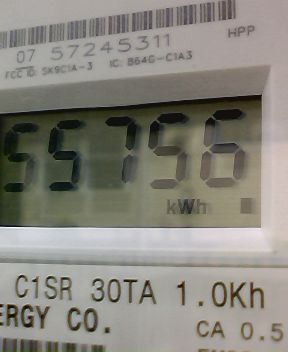 07 57245311
HPP
FCC ID: SK9C1A-3 IC: 864G-C1A3
55756
kWh
C1SR 30TA 1.0Kh
ERGY CO.
CA 0.5